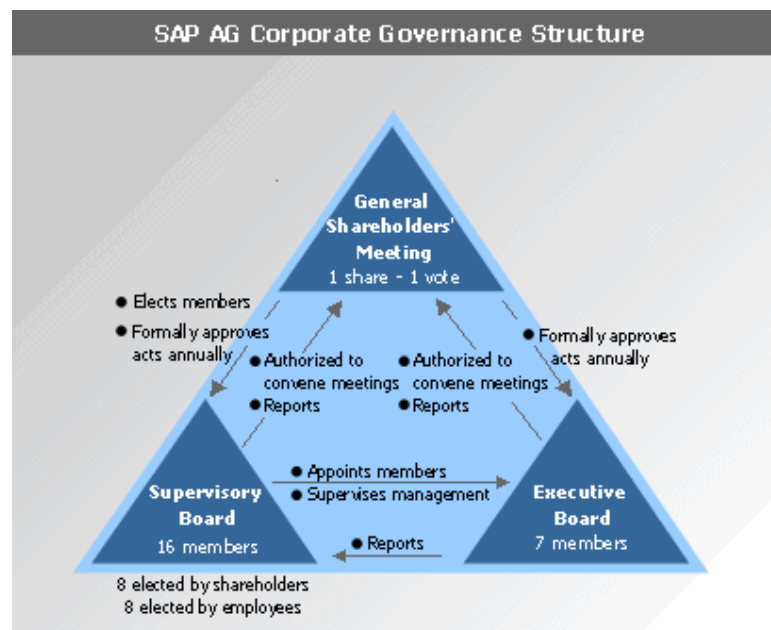 SAP AG Corporate Governance Structure
General
Shareholders'
Meeting
1 share - 1 vote
● Elects members
● Formally approves
acts annually
● Formally approves
acts annually
● Authorized to
convene meetings
● Reports
● Authorized to
convene meetings
● Reports
● Appoints members
● Supervises management
Supervisory
Board
16 members
Executive
Board
7 members
● Reports
8 elected by shareholders
8 elected by employees